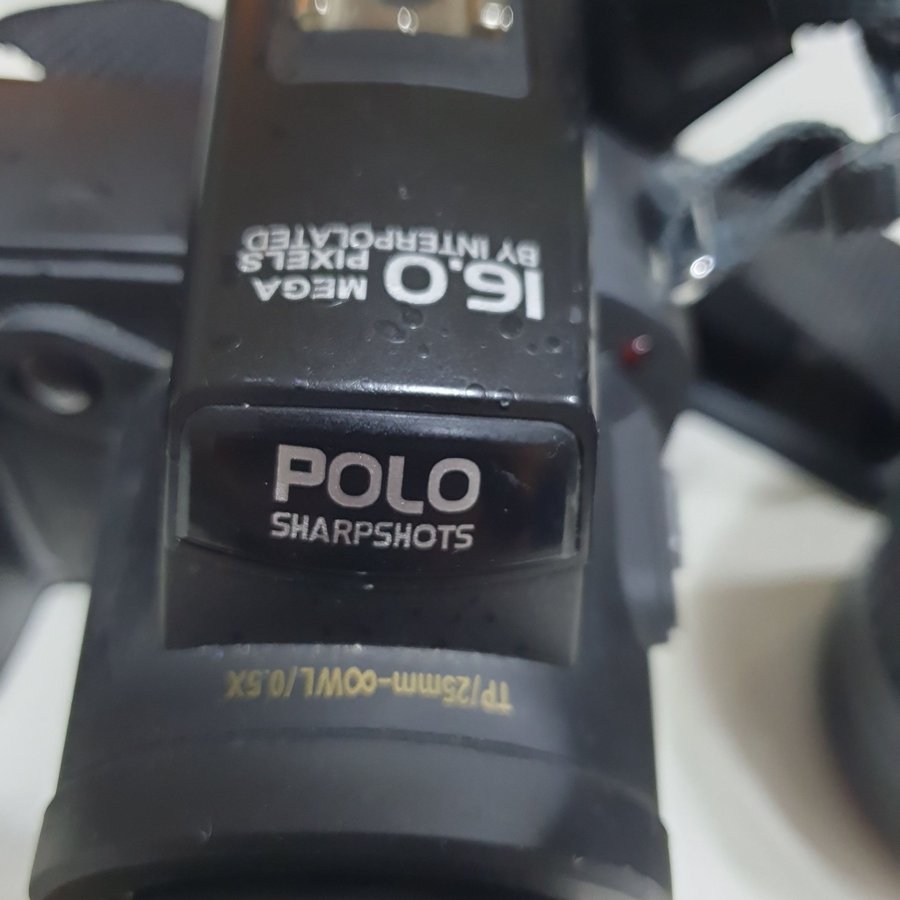 16.0 MEGA
PIXELS
BY INTERPOLATED
POLO
SHARPSHOTS
TP/25mm-∞WL/0.5X